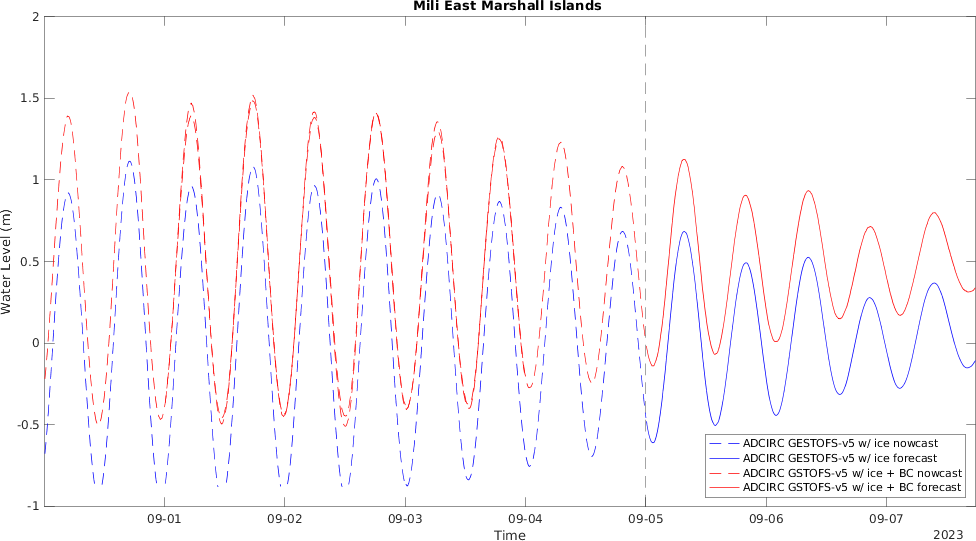 Mili East Marshall Islands
2
1.5
1
0.5
0
-0.5
-1
Water Level (m)
09-01 09-02 09-03 09-04 09-05 09-06 09-07
Time
2023
ADCIRC GESTOFS-v5 w/ ice nowcast
ADCIRC GESTOFS-v5 w/ ice forecast
ADCIRC GSTOFS-v5 w/ ice + BC nowcast
ADCIRC GSTOFS-v5 w/ ice + BC forecast